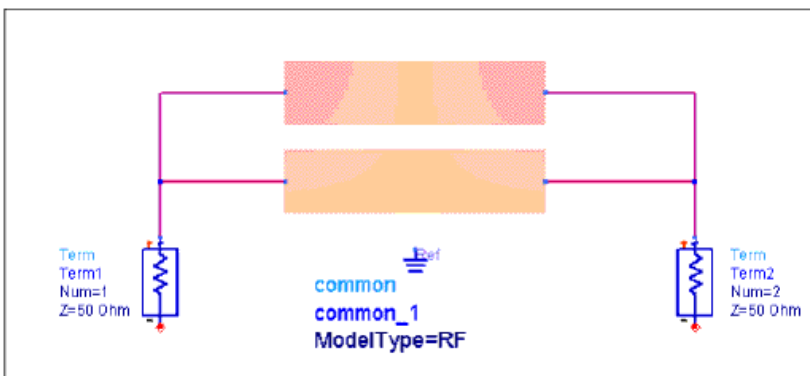 Ref
Term
Term1
Num=1
Z=50 Ohm
common
common_1
ModelType=RF
Term
Term2
Num=2
Z=50 Ohm